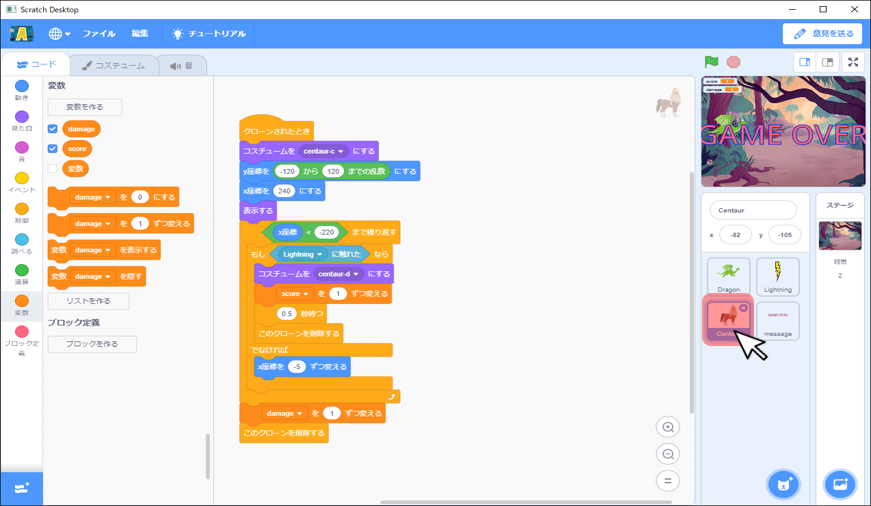 Scratch Desktop
ファイル
編集
チュートリアル
意見を送る
コード
コスチューム
音
動き
見た目
音
イベント
制御
調べる
演算
変数
ブロック定義
変数
変数を作る
damage
score
変数
damage を 0 にする
damage を 1 ずつ変える
変数 damage を表示する
変数 damage を隠す
リストを作る
ブロック定義
ブロックを作る
クローンされたとき
コスチュームを centaur-c にする
y座標を -120 から 120 までの乱数 にする
x座標を 240 にする
表示する
x座標 < -220 まで繰り返す
もし Lightning に触れた なら
コスチュームを centaur-d にする
score を 1 ずつ変える
0.5 秒待つ
このクローンを削除する
でなければ
x座標を -5 ずつ変える
damage を 1 ずつ変える
このクローンを削除する
score
damage
GAME OVER
Centaur
x -82 y -105
Dragon
Lightning
Cen
message
ステージ
背景
2